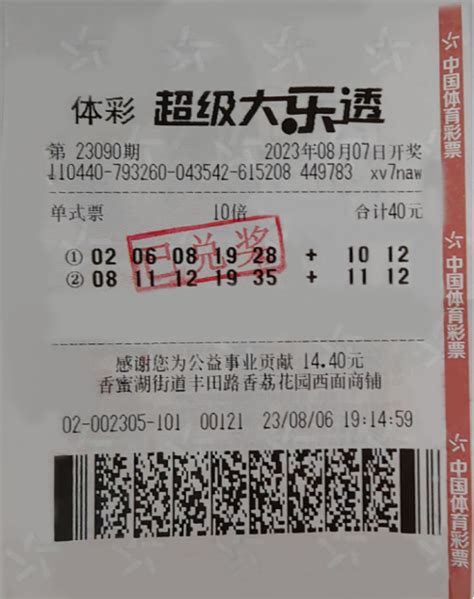 体彩 超级大乐透
第 23090期 2023年08月07日开奖
110440-793260-043542-615208 449783 xv7naw
单式票 10倍 合计40元
① 02 06 08 19 28 + 10 12
② 08 11 12 19 35 + 11 12
已兑奖
感谢您为公益事业贡献 14.40元
香蜜湖街道丰田路香荔花园西面商铺
02-002305-101 00121 23/08/06 19:14:59
中国体育彩票
中国体育彩票
中国体育彩票